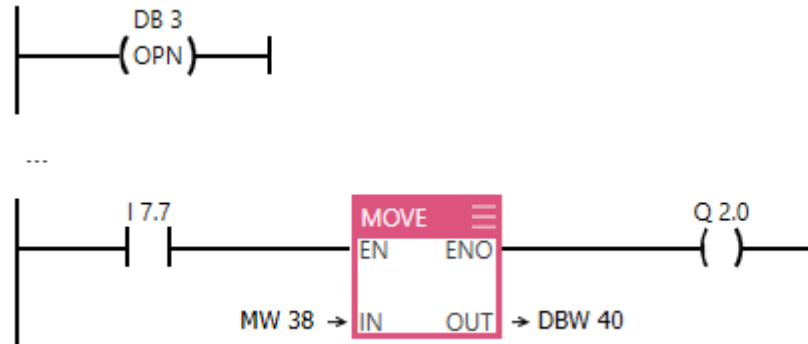 DB 3
OPN
...
I 7.7
MOVE
Q 2.0
EN ENO
MW 38 → IN OUT → DBW 40